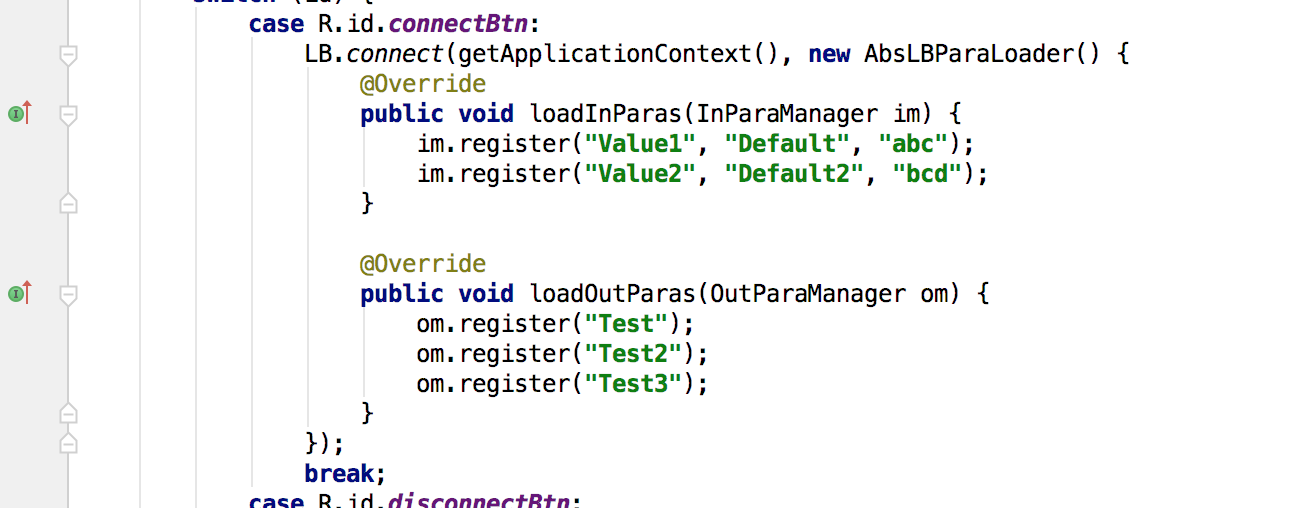 switch (id) {
case R.id.connectBtn:
LB.connect(getApplicationContext(), new AbsLBParaLoader() {
@Override
public void loadInParas(InParaManager im) {
im.register("Value1", "Default", "abc");
im.register("Value2", "Default2", "bcd");
}
@Override
public void loadOutParas(OutParaManager om) {
om.register("Test");
om.register("Test2");
om.register("Test3");
}
});
break;
case R.id.disconnectBtn: